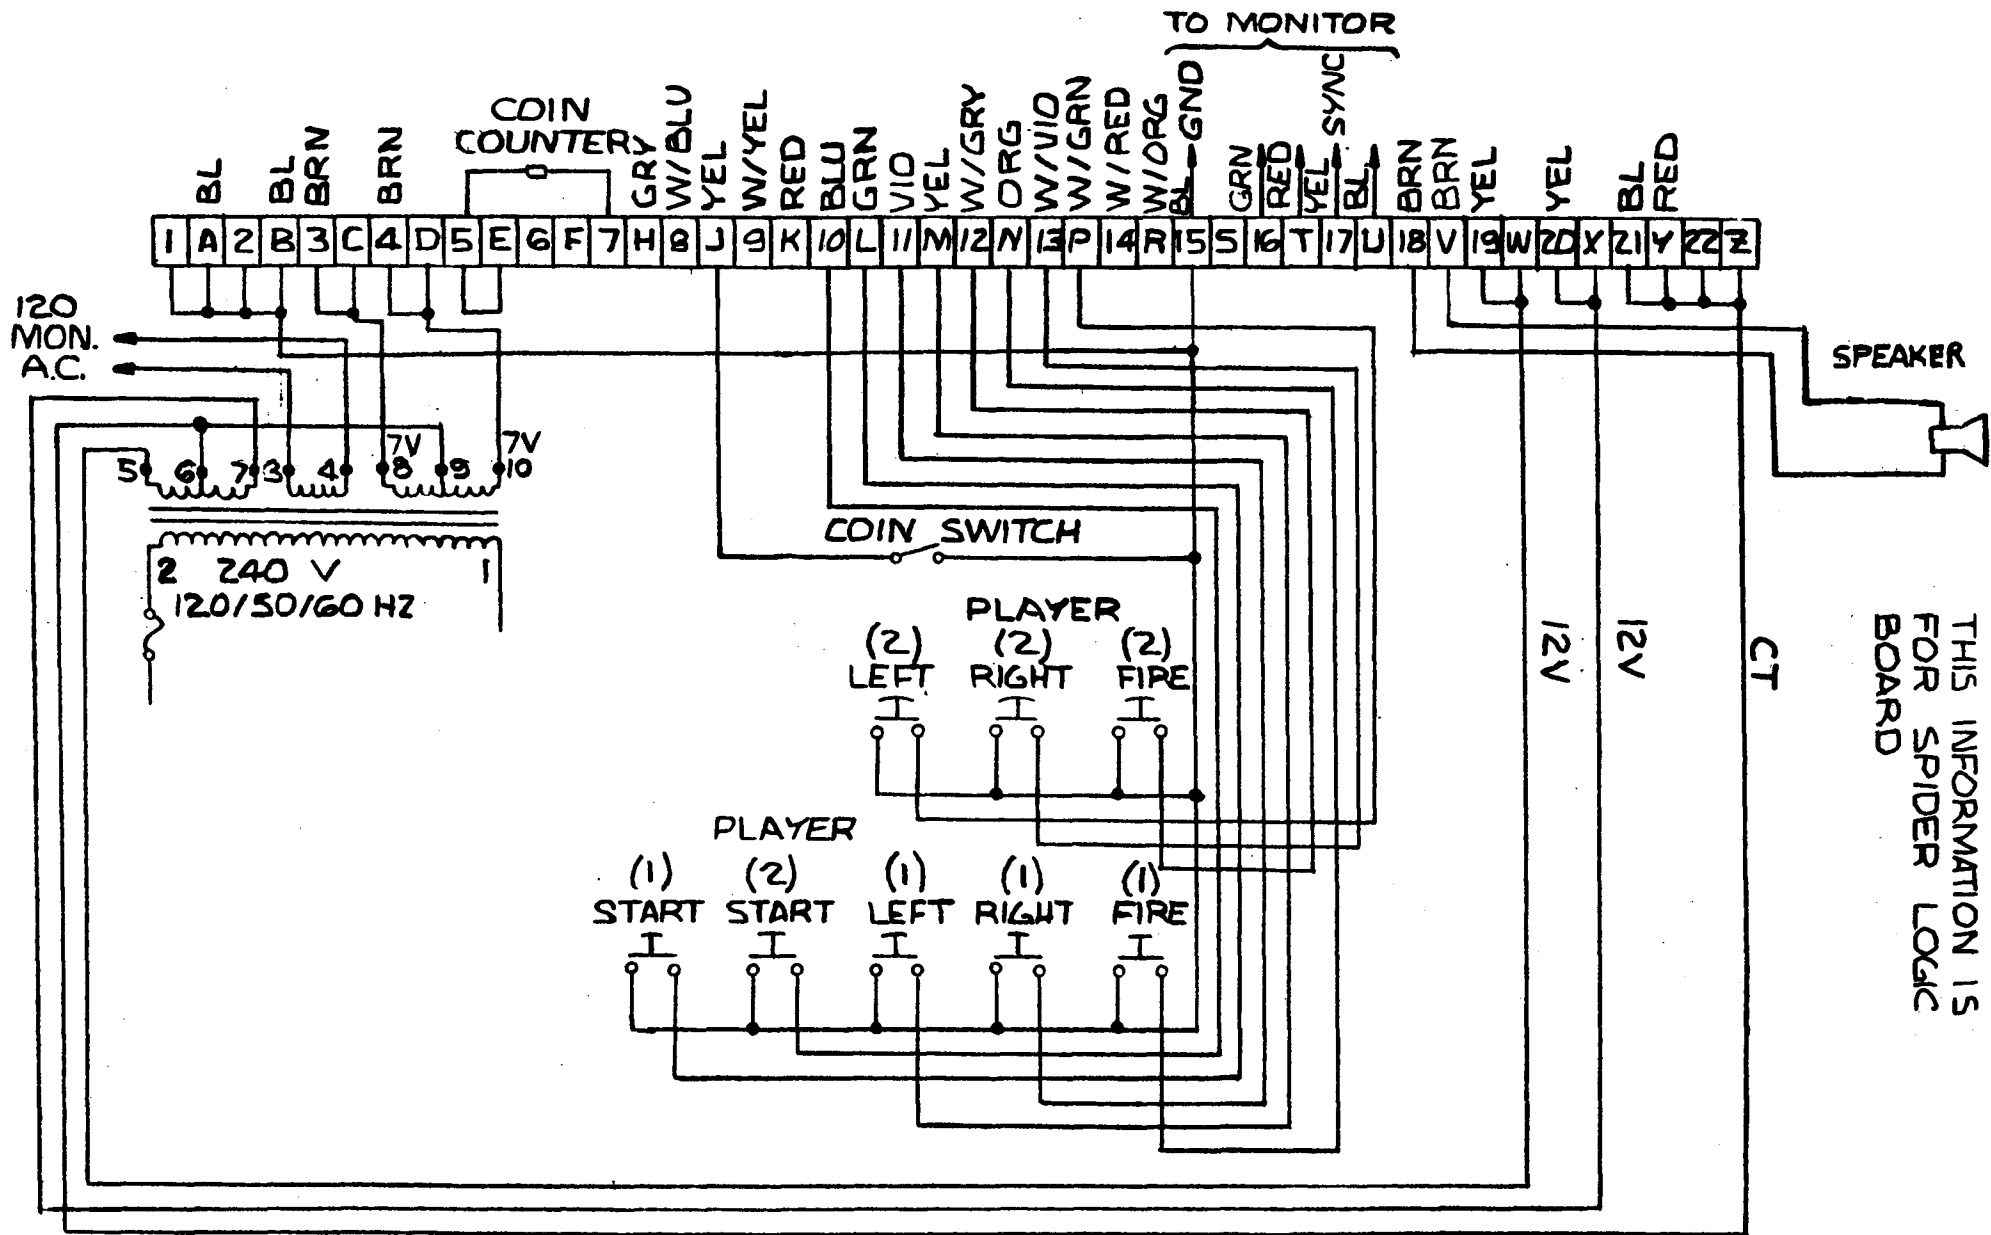 TO MONITOR
COIN
COUNTER
BL
BL
BRN
BRN
GRY
W/BLU
YEL
W/YEL
RED
BLU
GRN
VIO
YEL
W/GRY
ORG
W/VIO
W/GRN
W/RED
W/ORG
BL
GND
GRN
RED
YEL
SYNC
BL
BRN
BRN
YEL
YEL
BL
RED
1 A 2 B 3 C 4 D 5 E 6 F 7 H 8 J 9 K 10 L 11 M 12 N 13 P 14 R 15 S 16 T 17 U 18 V 19 W 20 X 21 Y 22 Z
120
MON.
A.C.
SPEAKER
7V 7V
5 6 7 3 4 8 9 10
COIN SWITCH
2 240 V 1
120/50/60 HZ
PLAYER
(2) (2) (2)
LEFT RIGHT FIRE
12V
12V
CT
THIS INFORMATION IS
FOR SPIDER LOGIC
BOARD
PLAYER
(1) (2) (1) (1) (1)
START START LEFT RIGHT FIRE